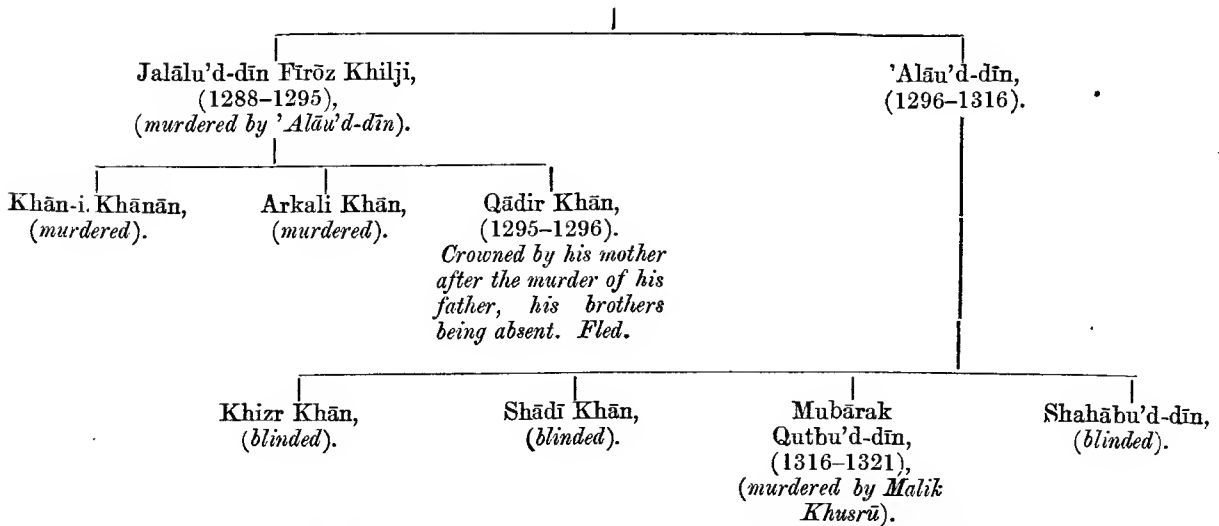 Jalālu'd-dīn Fīrōz Khilji,
(1288–1295),
(murdered by 'Alāu'd-dīn).
'Alāu'd-dīn,
(1296–1316).
Khān-i. Khānān,
(murdered).
Arkali Khān,
(murdered).
Qādir Khān,
(1295–1296).
Crowned by his mother
after the murder of his
father, his brothers
being absent. Fled.
Khizr Khān,
(blinded).
Shādī Khān,
(blinded).
Mubārak
Qutbu'd-dīn,
(1316–1321),
(murdered by Malik
Khusrū).
Shahābu'd-dīn,
(blinded).